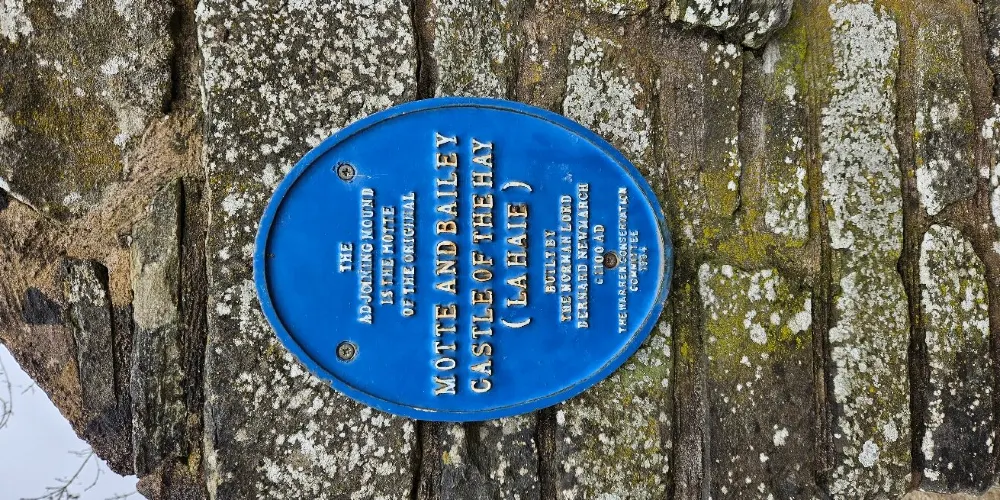 THE
ADJOINING MOUND
IS THE MOTTE
OF THE ORIGINAL
MOTTE AND BAILEY
CASTLE OF THE HAY
( LA HAIE )
BUILT BY
THE NORMAN LORD
BERNARD NEWMARCH
C1100 AD
THE WARREN CONSERVATION
COMMITTEE
1994